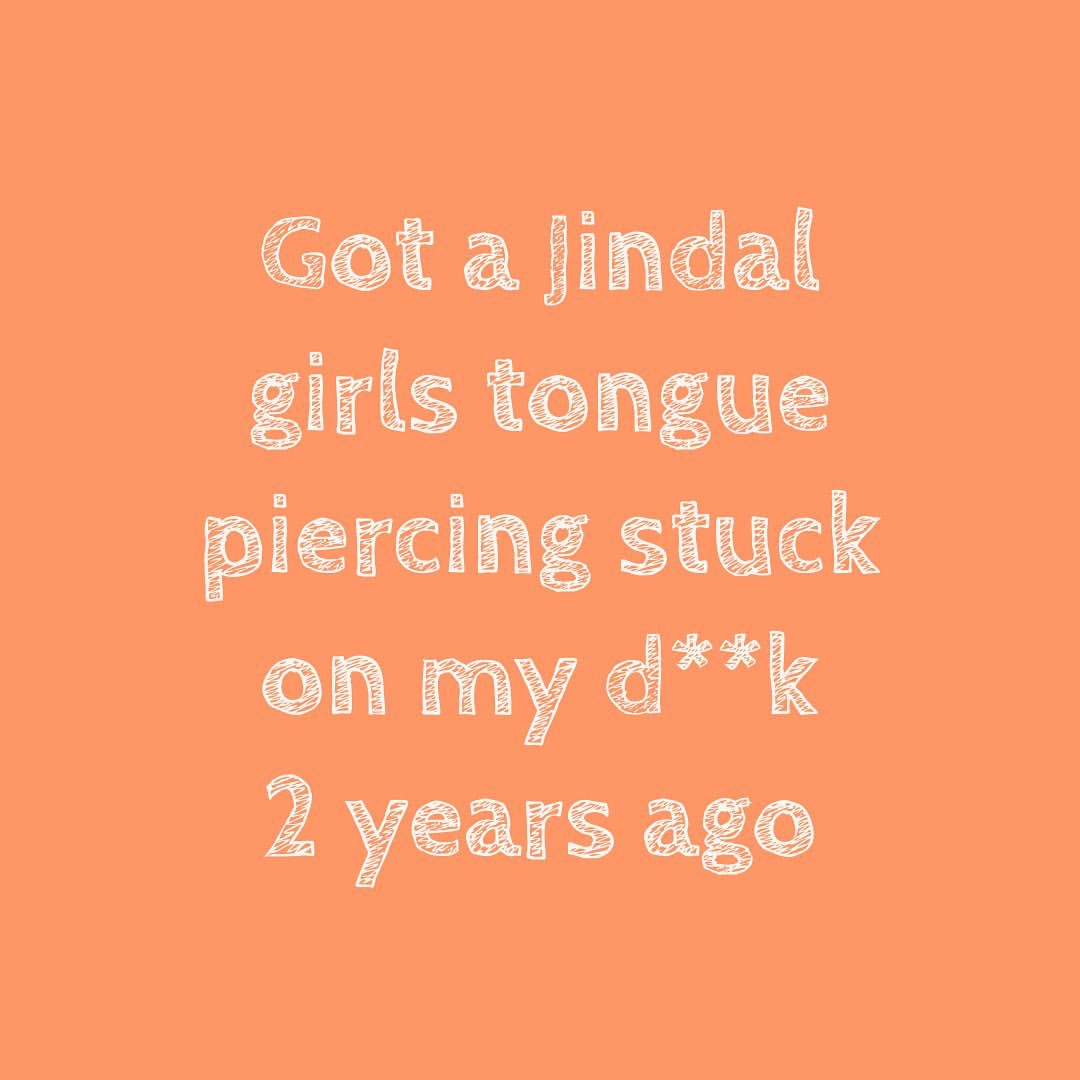 Got a Jindal
girls tongue
piercing stuck
on my d**k
2 years ago